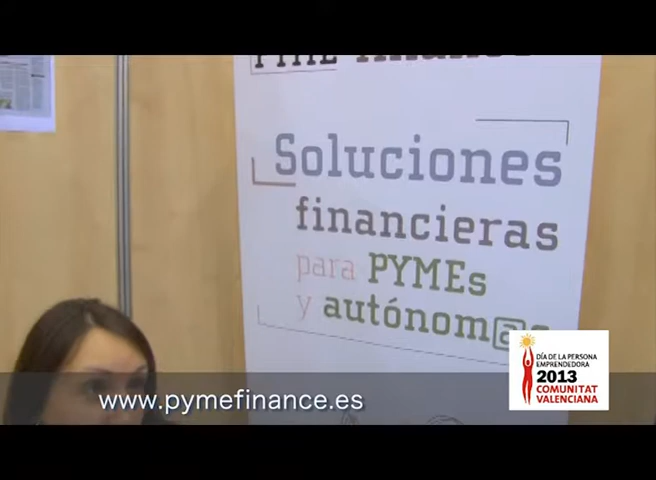 Soluciones
financieras
para PYMEs
y autónom@s
www.pymefinance.es
DÍA DE LA PERSONA
EMPRENDEDORA
2013
COMUNITAT
VALENCIANA